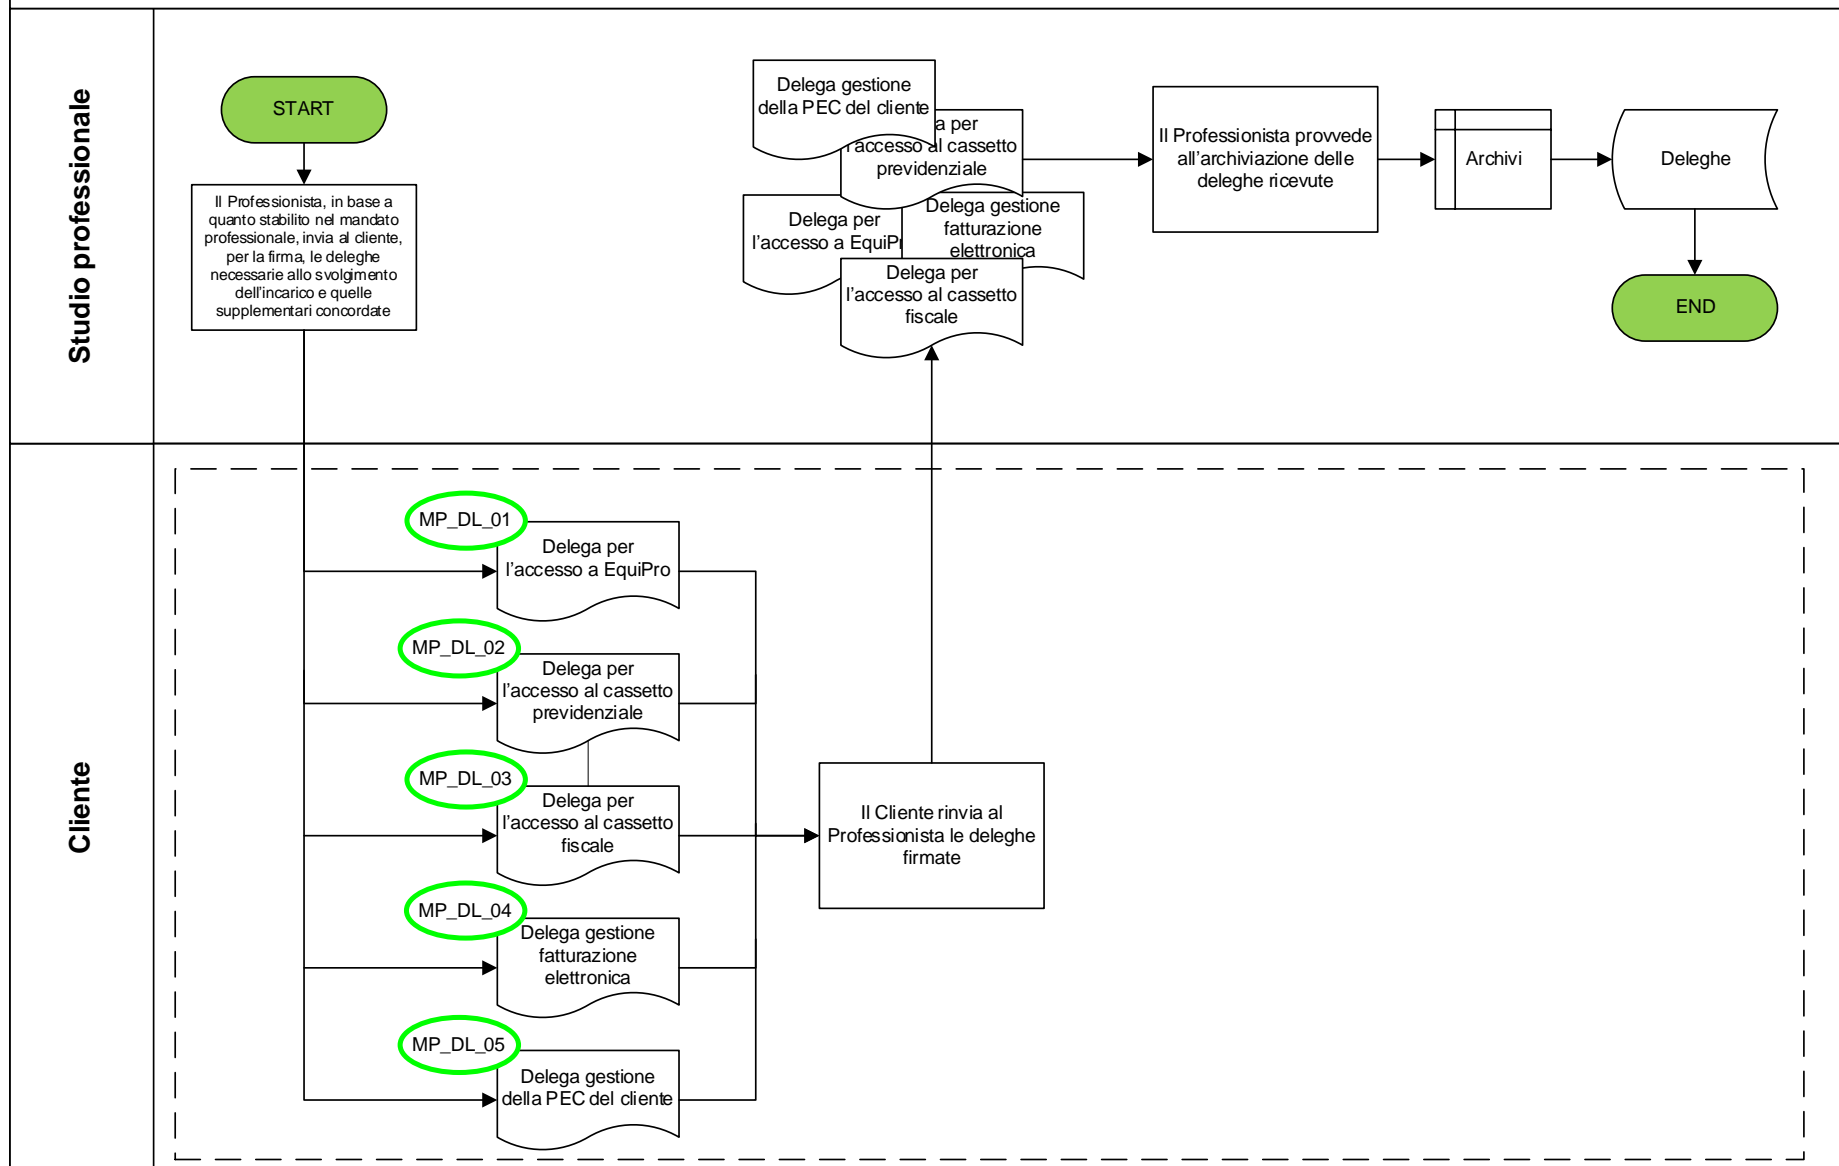 Studio professionale
START
Il Professionista, in base a
quanto stabilito nel mandato
professionale, invia al cliente,
per la firma, le deleghe
necessarie allo svolgimento
dell'incarico e quelle
supplementari concordate
Delega gestione
della PEC del cliente
a per
l'accesso al cassetto
previdenziale
Delega per
l'accesso a EquiPr
Delega gestione
fatturazione
elettronica
Delega per
l'accesso al cassetto
fiscale
Il Professionista provvede
all'archiviazione delle
deleghe ricevute
Archivi
Deleghe
END
Cliente
MP_DL_01
Delega per
l'accesso a EquiPro
MP_DL_02
Delega per
l'accesso al cassetto
previdenziale
MP_DL_03
Delega per
l'accesso al cassetto
fiscale
MP_DL_04
Delega gestione
fatturazione
elettronica
MP_DL_05
Delega gestione
della PEC del cliente
Il Cliente rinvia al
Professionista le deleghe
firmate